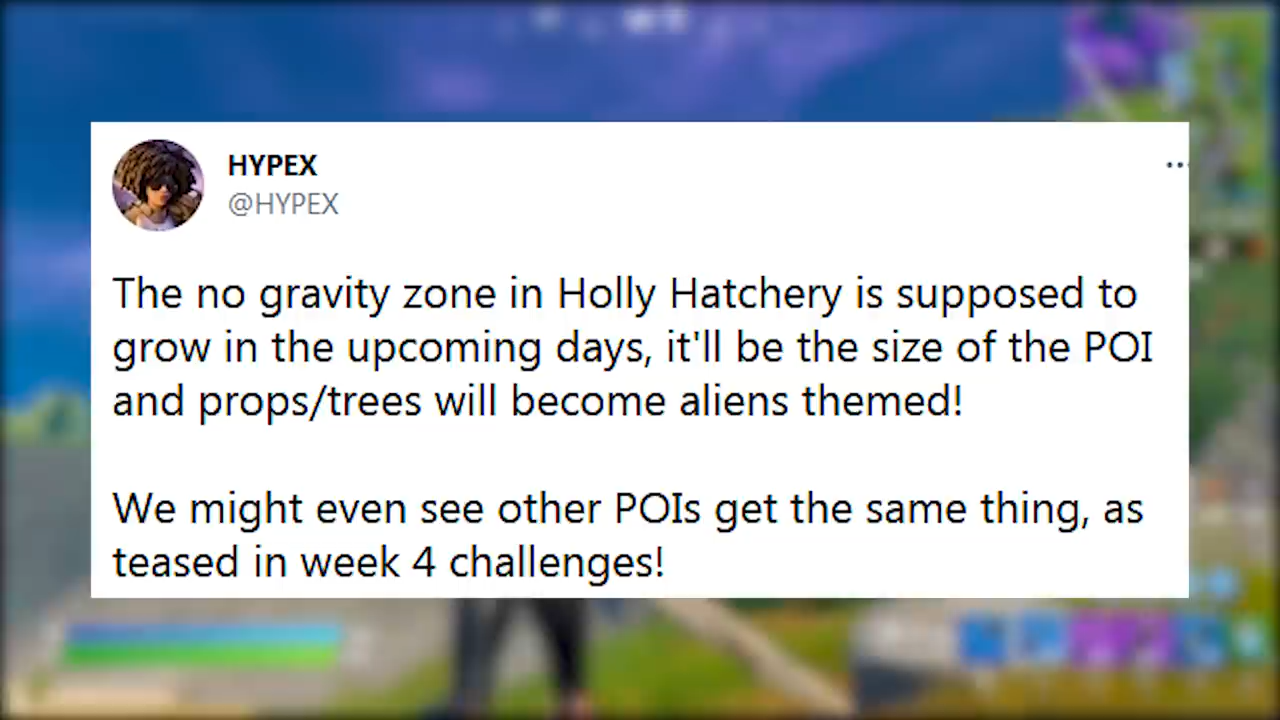 HYPEX
@HYPEX
The no gravity zone in Holly Hatchery is supposed to
grow in the upcoming days, it'll be the size of the POI
and props/trees will become aliens themed!
We might even see other POIs get the same thing, as
teased in week 4 challenges!